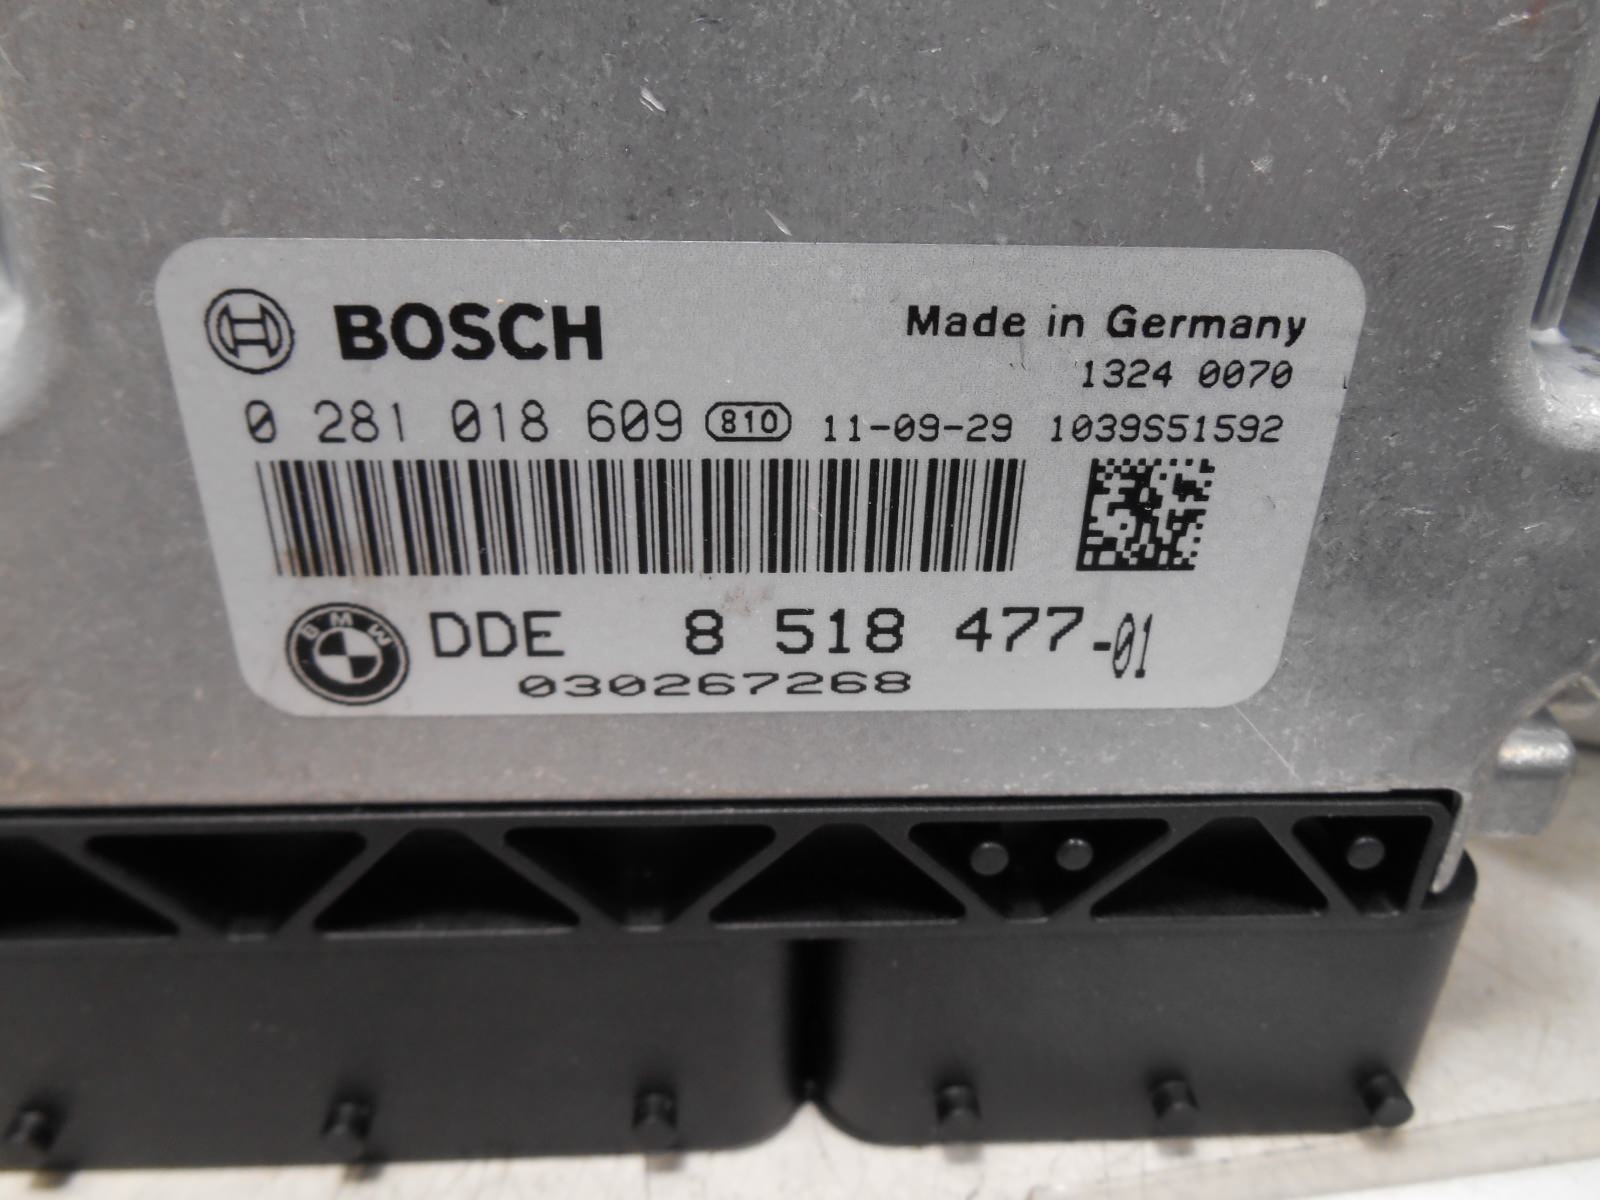 BOSCH
Made in Germany
1324 0070
0 281 018 609 810 11-09-29 1039S51592
BMW DDE 8 518 477-01
030267268